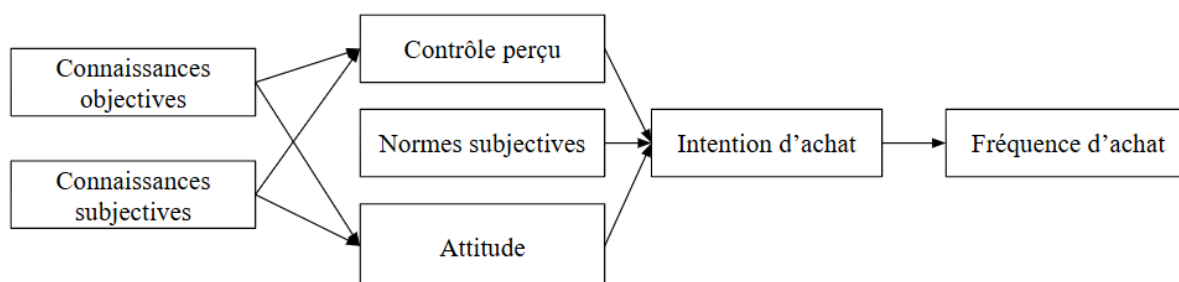 Connaissances
objectives
Connaissances
subjectives
Contrôle perçu
Normes subjectives
Attitude
Intention d'achat
Fréquence d'achat